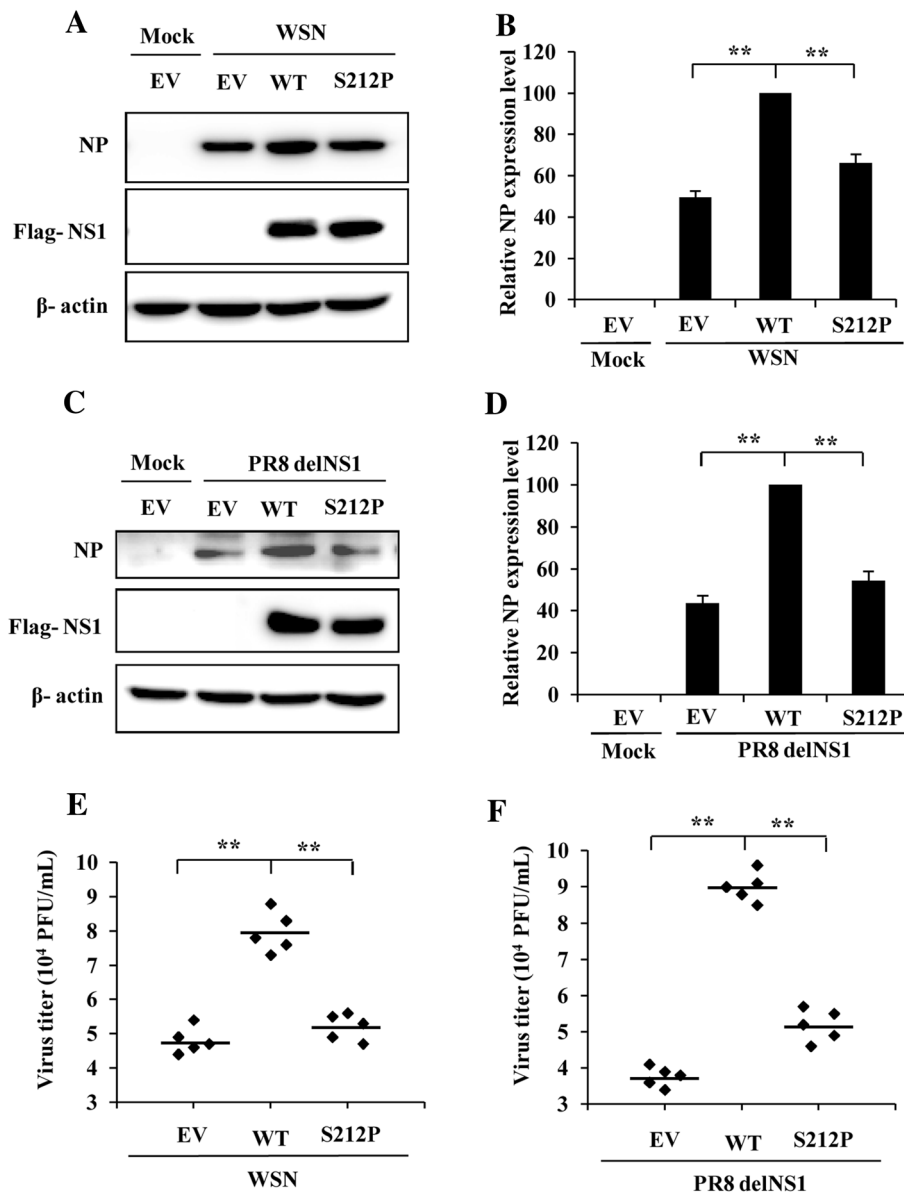 A
Mock WSN
EV EV WT S212P
NP
Flag- NS1
β- actin
B
Relative NP expression level
120
100
80
60
40
20
0
** **
EV EV WT S212P
Mock WSN
C
Mock PR8 delNS1
EV EV WT S212P
NP
Flag- NS1
β- actin
D
Relative NP expression level
120
100
80
60
40
20
0
** **
EV EV WT S212P
Mock PR8 delNS1
E
Virus titer (10⁴ PFU/mL)
10
9
8
7
6
5
4
3
** **
EV WT S212P
WSN
F
Virus titer (10⁴ PFU/mL)
10
9
8
7
6
5
4
3
** **
EV WT S212P
PR8 delNS1